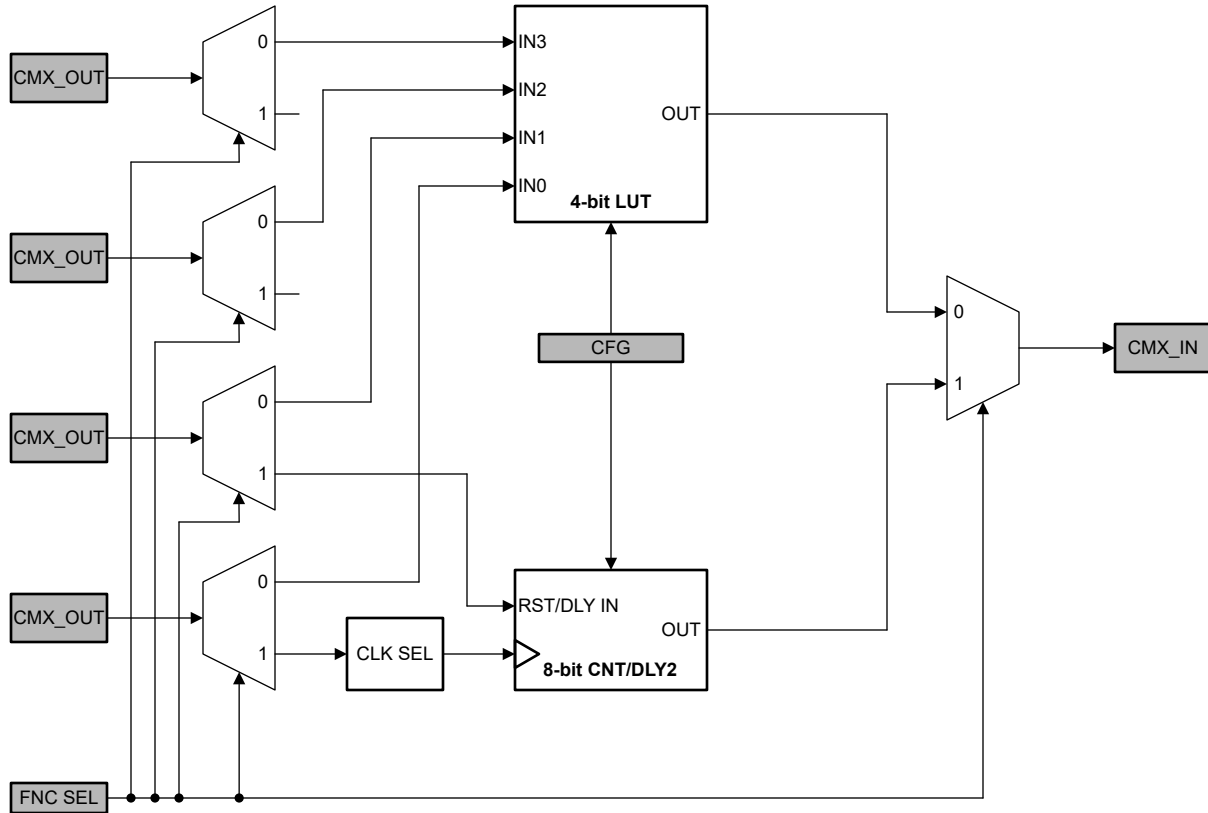 0
IN3
CMX_OUT
IN2
1
OUT
IN1
IN0
4-bit LUT
0
CMX_OUT
1
0
CFG
CMX_IN
1
0
CMX_OUT
1
0
RST/DLY IN
CMX_OUT
OUT
1
CLK SEL
8-bit CNT/DLY2
FNC SEL